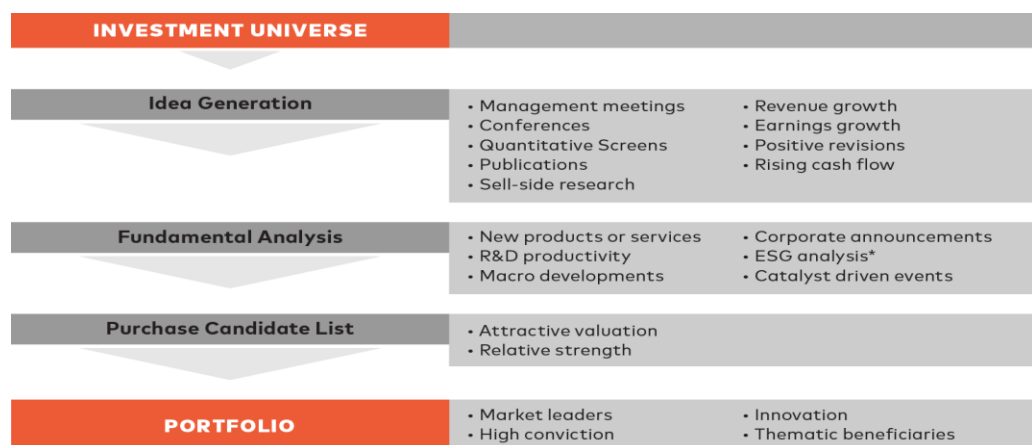 INVESTMENT UNIVERSE
Idea Generation
• Management meetings
• Conferences
• Quantitative Screens
• Publications
• Sell-side research
• Revenue growth
• Earnings growth
• Positive revisions
• Rising cash flow
Fundamental Analysis
• New products or services
• R&D productivity
• Macro developments
• Corporate announcements
• ESG analysis*
• Catalyst driven events
Purchase Candidate List
• Attractive valuation
• Relative strength
PORTFOLIO
• Market leaders
• High conviction
• Innovation
• Thematic beneficiaries